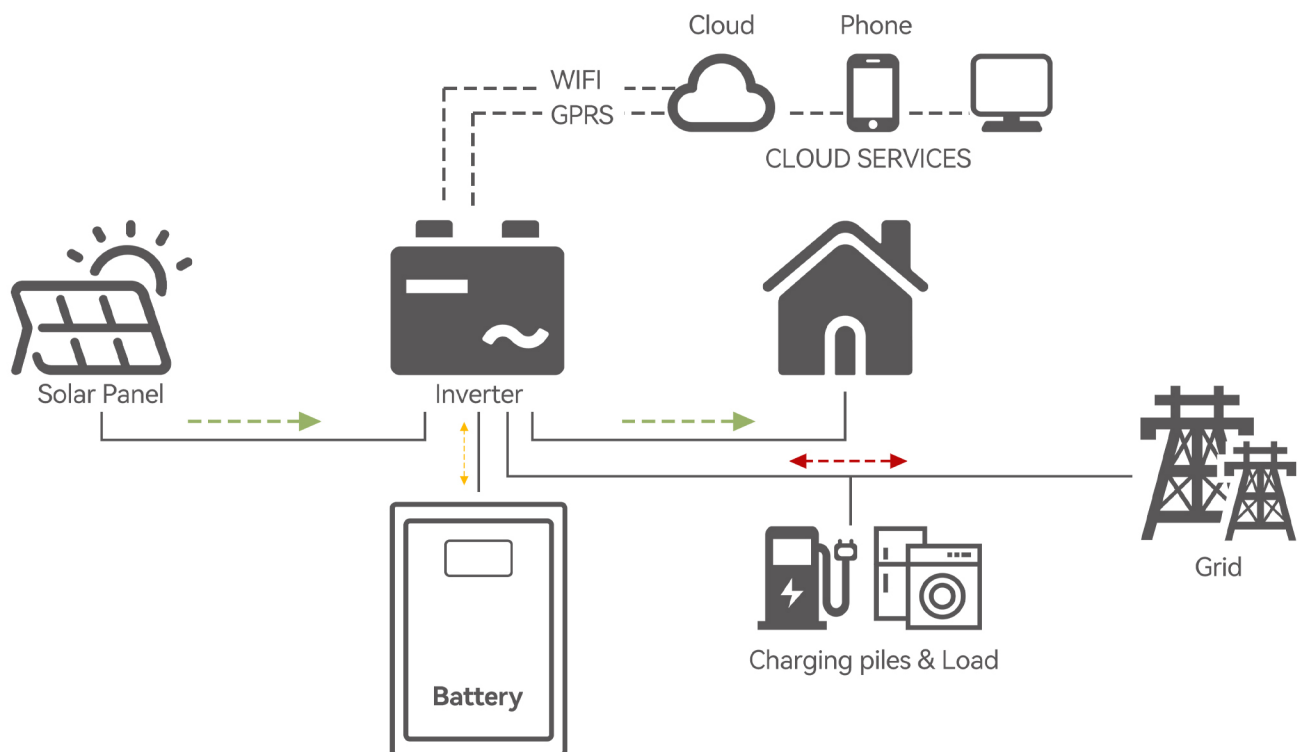 Cloud
Phone
WIFI
GPRS
CLOUD SERVICES
Solar Panel
Inverter
Grid
Charging piles & Load
Battery